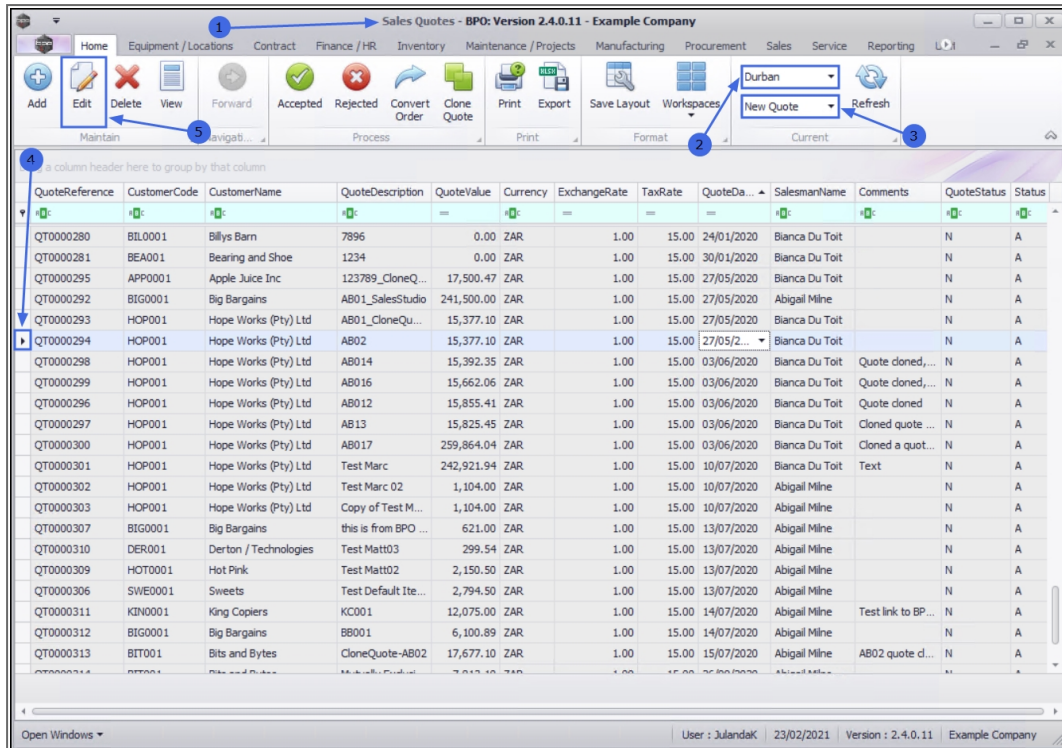 1
Sales Quotes - BPO: Version 2.4.0.11 - Example Company
Home Equipment / Locations Contract Finance / HR Inventory Maintenance / Projects Manufacturing Procurement Sales Service Reporting
Add Edit Delete View Forward Accepted Rejected Convert Order Clone Quote Print Export Save Layout Workspaces Durban New Quote Refresh
Maintain Navigati... Process Print Format Current
5 2 3
4
a column header here to group by that column
QuoteReference CustomerCode CustomerName QuoteDescription QuoteValue Currency ExchangeRate TaxRate QuoteDa... SalesmanName Comments QuoteStatus Status
QT0000280 BIL0001 Billys Barn 7896 0.00 ZAR 1.00 15.00 24/01/2020 Bianca Du Toit N A
QT0000281 BEA001 Bearing and Shoe 1234 0.00 ZAR 1.00 15.00 30/01/2020 Bianca Du Toit N A
QT0000295 APP0001 Apple Juice Inc 123789_CloneQ... 17,500.47 ZAR 1.00 15.00 27/05/2020 Bianca Du Toit N A
QT0000292 BIG0001 Big Bargains AB01_SalesStudio 241,500.00 ZAR 1.00 15.00 27/05/2020 Abigail Milne N A
QT0000293 HOP001 Hope Works (Pty) Ltd AB01_CloneQu... 15,377.10 ZAR 1.00 15.00 27/05/2020 Bianca Du Toit N A
QT0000294 HOP001 Hope Works (Pty) Ltd AB02 15,377.10 ZAR 1.00 15.00 27/05/2... Bianca Du Toit N A
QT0000298 HOP001 Hope Works (Pty) Ltd AB014 15,392.35 ZAR 1.00 15.00 03/06/2020 Bianca Du Toit Quote cloned,... N A
QT0000299 HOP001 Hope Works (Pty) Ltd AB016 15,662.06 ZAR 1.00 15.00 03/06/2020 Bianca Du Toit Quote cloned,... N A
QT0000296 HOP001 Hope Works (Pty) Ltd AB012 15,855.41 ZAR 1.00 15.00 03/06/2020 Bianca Du Toit Quote cloned N A
QT0000297 HOP001 Hope Works (Pty) Ltd AB13 15,825.45 ZAR 1.00 15.00 03/06/2020 Bianca Du Toit Cloned quote ... N A
QT0000300 HOP001 Hope Works (Pty) Ltd AB017 259,864.04 ZAR 1.00 15.00 03/06/2020 Bianca Du Toit Cloned a quot... N A
QT0000301 HOP001 Hope Works (Pty) Ltd Test Marc 242,921.94 ZAR 1.00 15.00 10/07/2020 Bianca Du Toit Text N A
QT0000302 HOP001 Hope Works (Pty) Ltd Test Marc 02 1,104.00 ZAR 1.00 15.00 10/07/2020 Abigail Milne N A
QT0000303 HOP001 Hope Works (Pty) Ltd Copy of Test M... 1,104.00 ZAR 1.00 15.00 10/07/2020 Abigail Milne N A
QT0000307 BIG0001 Big Bargains this is from BPO ... 621.00 ZAR 1.00 15.00 13/07/2020 Abigail Milne N A
QT0000310 DER001 Derton / Technologies Test Matt03 299.54 ZAR 1.00 15.00 13/07/2020 Abigail Milne N A
QT0000309 HOT0001 Hot Pink Test Matt02 2,150.50 ZAR 1.00 15.00 13/07/2020 Abigail Milne N A
QT0000306 SWE0001 Sweets Test Default Ite... 2,794.50 ZAR 1.00 15.00 13/07/2020 Abigail Milne N A
QT0000311 KIN0001 King Copiers KC001 12,075.00 ZAR 1.00 15.00 14/07/2020 Abigail Milne Test link to BP... N A
QT0000312 BIG0001 Big Bargains BB001 6,100.89 ZAR 1.00 15.00 14/07/2020 Abigail Milne N A
QT0000313 BIT001 Bits and Bytes CloneQuote-AB02 17,677.10 ZAR 1.00 15.00 15/07/2020 Abigail Milne AB02 quote cl... N A
Open Windows User : JulandaK 23/02/2021 Version : 2.4.0.11 Example Company